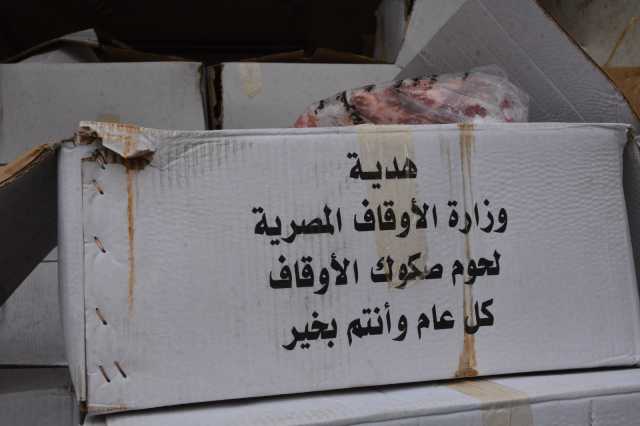 هدية
وزارة الأوقاف المصرية
لحوم صكوك الأوقاف
كل عام وأنتم بخير